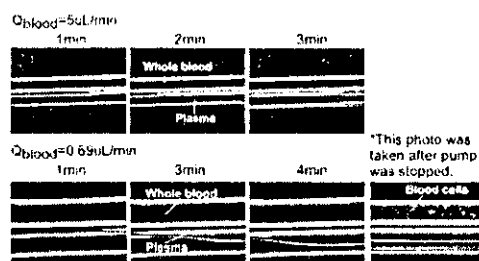 Qblood=5uL/min
1min 2min 3min
Whole blood
Plasma
Qblood=0.69uL/min
1min 3min 4min
*This photo was
taken after pump
was stopped.
Whole blood
Plasma
Blood cells